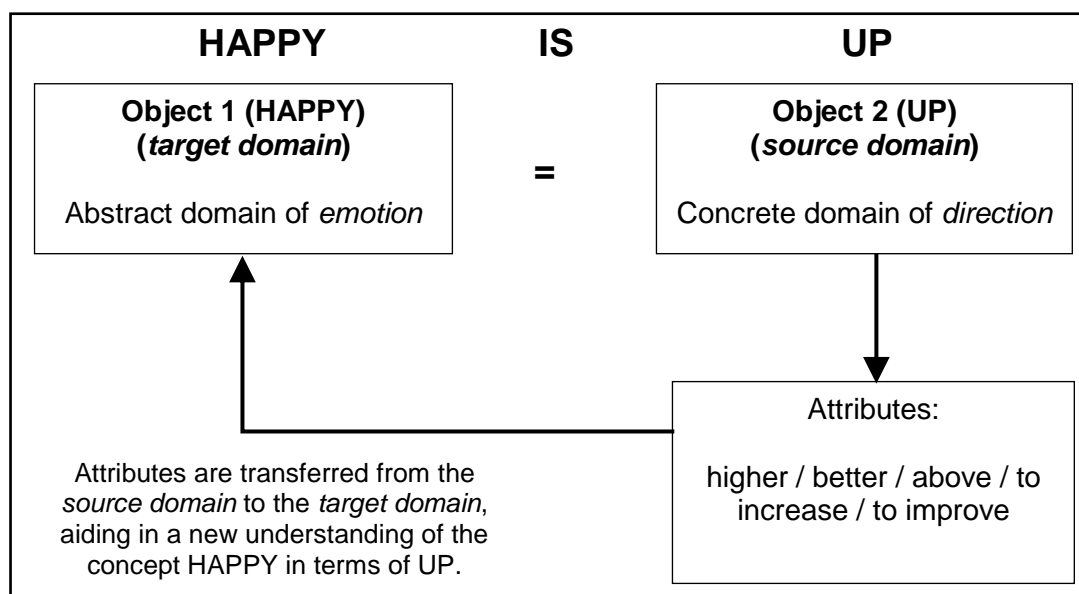 HAPPY IS UP
Object 1 (HAPPY)
(target domain)
Abstract domain of emotion
=
Object 2 (UP)
(source domain)
Concrete domain of direction
Attributes:
higher / better / above / to
increase / to improve
Attributes are transferred from the
source domain to the target domain,
aiding in a new understanding of the
concept HAPPY in terms of UP.